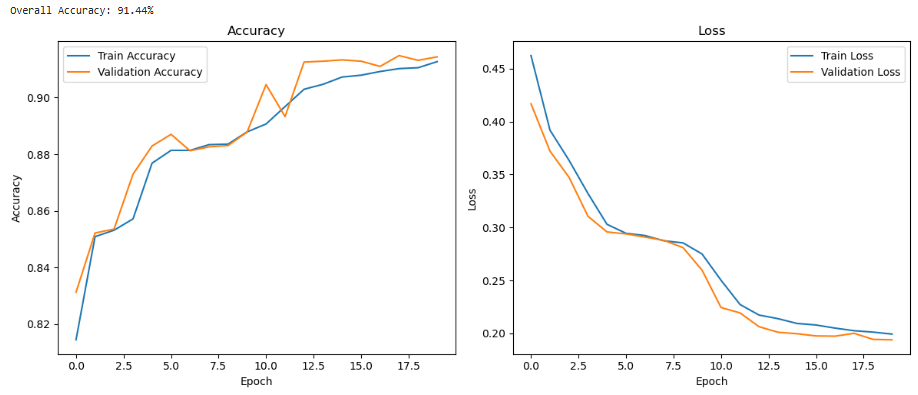 Overall Accuracy: 91.44%
Accuracy
Train Accuracy
Validation Accuracy
0.90
0.88
0.86
0.84
0.82
Accuracy
0.0 2.5 5.0 7.5 10.0 12.5 15.0 17.5
Epoch
Loss
Train Loss
Validation Loss
0.45
0.40
0.35
0.30
0.25
0.20
Loss
0.0 2.5 5.0 7.5 10.0 12.5 15.0 17.5
Epoch